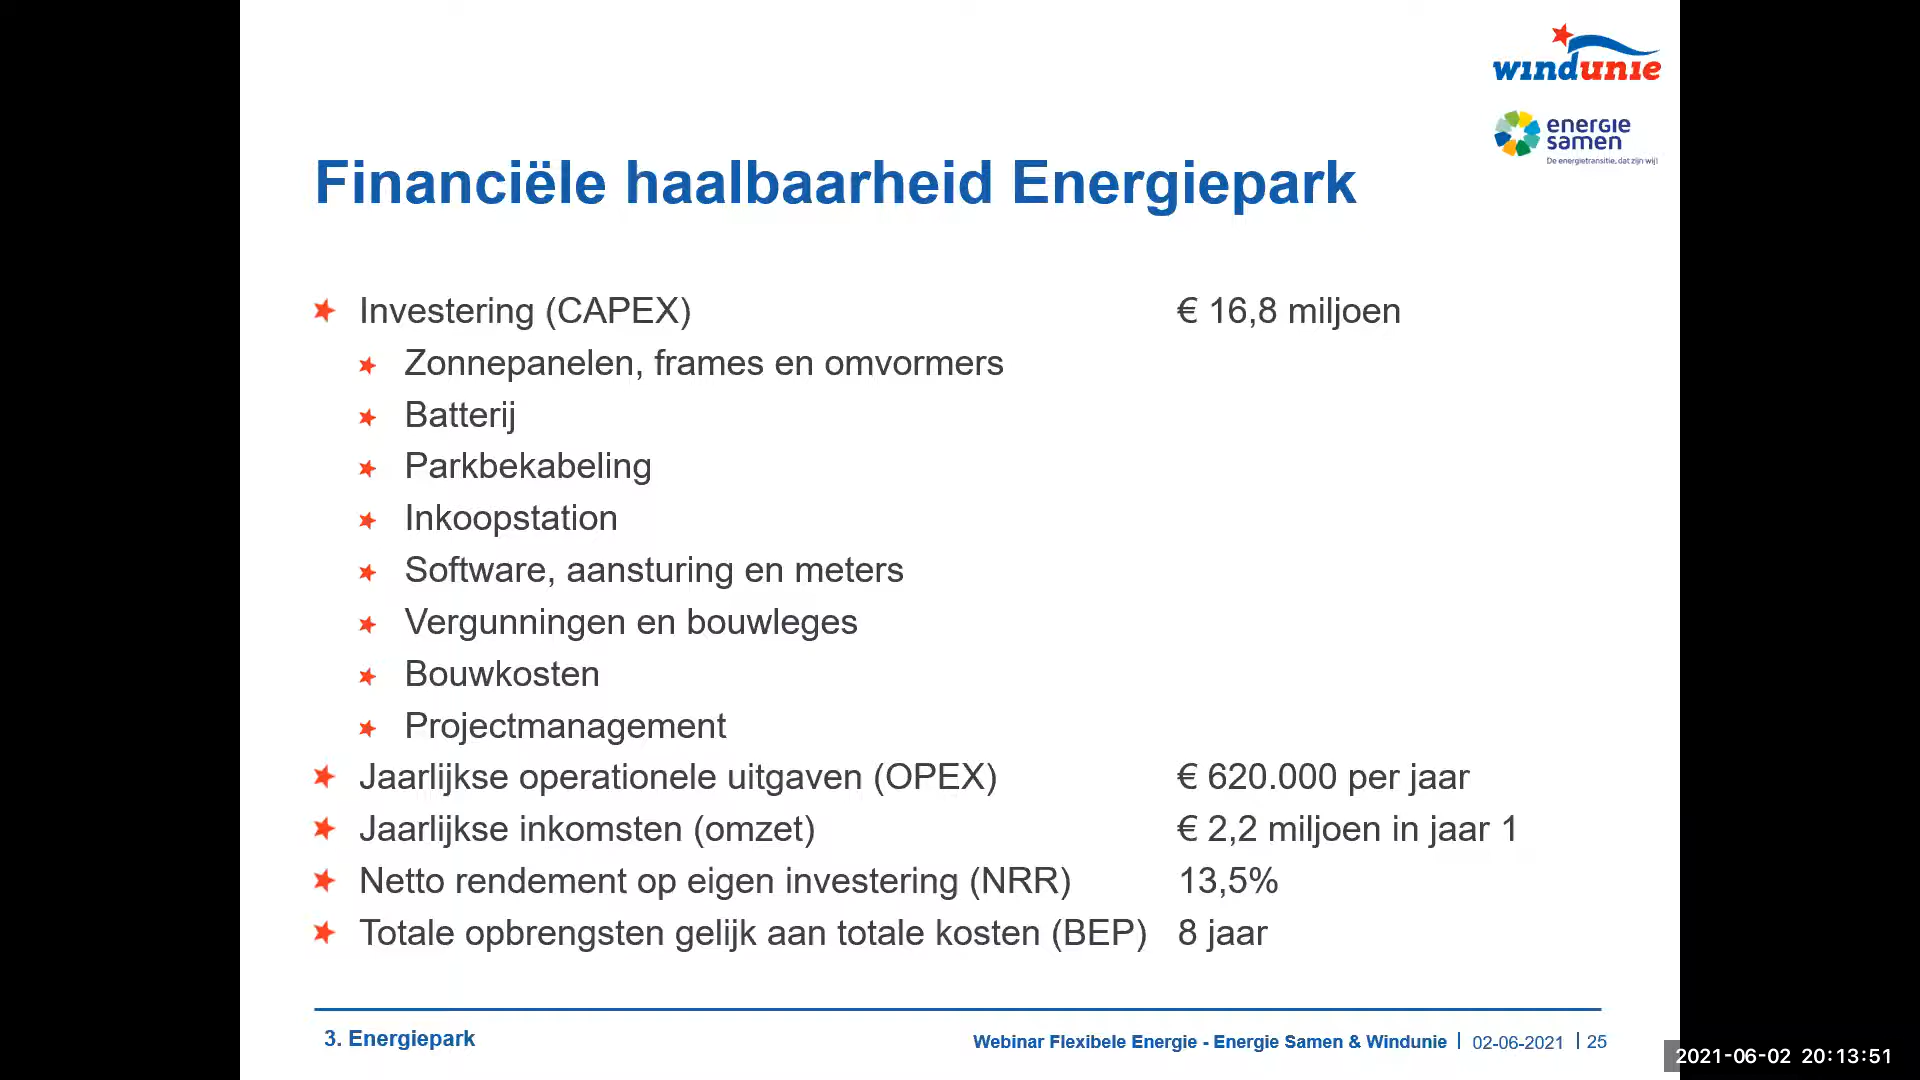 windunie
energie
samen
De energietransitie, dat zijn wij!
Financiële haalbaarheid Energiepark
Investering (CAPEX) € 16,8 miljoen
Zonnepanelen, frames en omvormers
Batterij
Parkbekabeling
Inkoopstation
Software, aansturing en meters
Vergunningen en bouwleges
Bouwkosten
Projectmanagement
Jaarlijkse operationele uitgaven (OPEX) € 620.000 per jaar
Jaarlijkse inkomsten (omzet) € 2,2 miljoen in jaar 1
Netto rendement op eigen investering (NRR) 13,5%
Totale opbrengsten gelijk aan totale kosten (BEP) 8 jaar
3. Energiepark
Webinar Flexibele Energie - Energie Samen & Windunie | 02-06-2021 | 25
2021-06-02 20:13:51